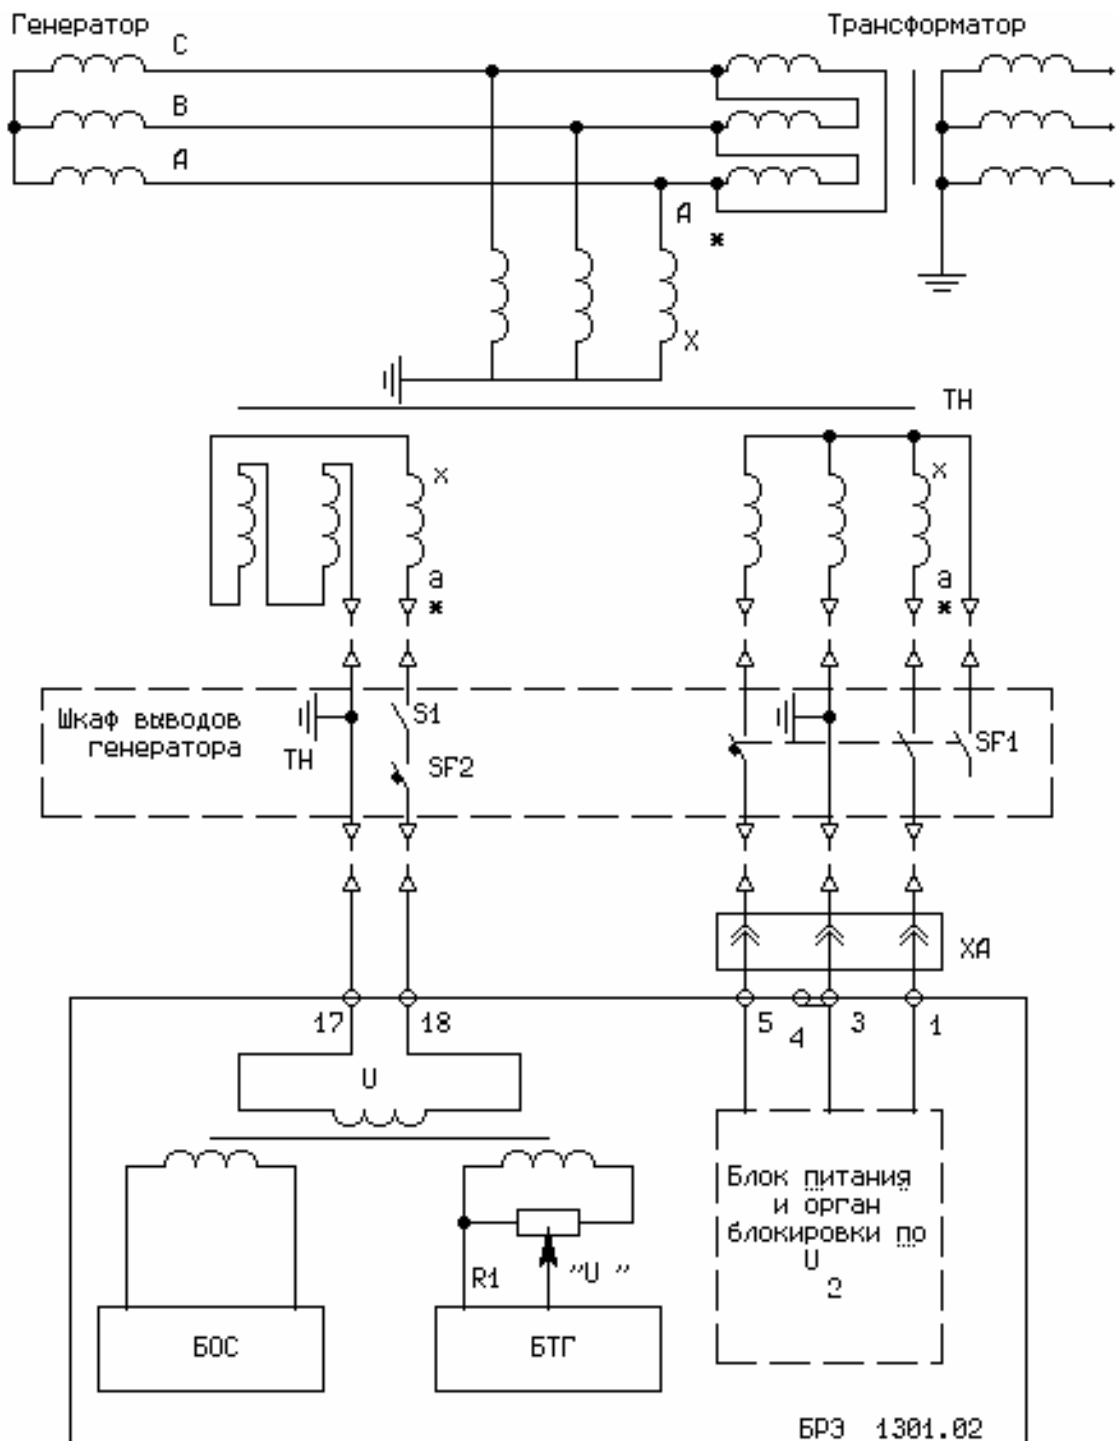 Генератор
Трансформатор
C
B
A
A
*
X
ТН
x
x
a
*
a
*
Шкаф выводов
генератора
ТН
S1
SF2
SF1
XA
17
18
5
4
3
1
U
Блок питания
и орган
блокировки по
U
2
R1
"U "
БОС
БТГ
БРЭ 1301.02